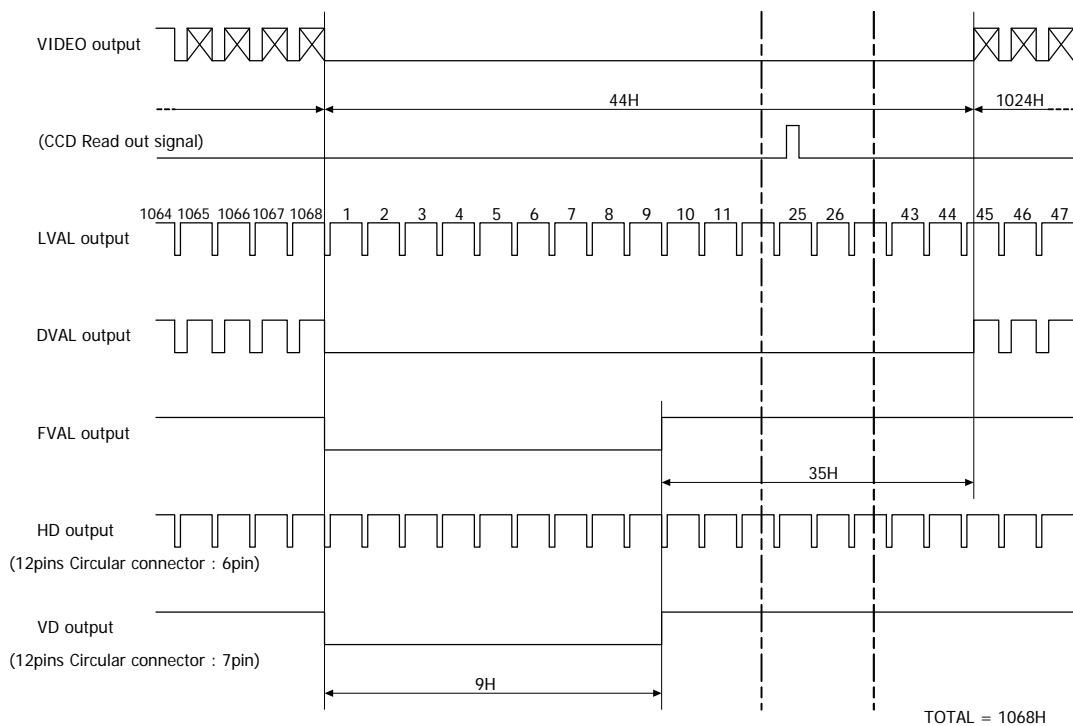 VIDEO output
44H
1024H
(CCD Read out signal)
1064 1065 1066 1067 1068 1 2 3 4 5 6 7 8 9 10 11 25 26 43 44 45 46 47
LVAL output
DVAL output
FVAL output
35H
HD output
(12pins Circular connector : 6pin)
VD output
(12pins Circular connector : 7pin)
9H
TOTAL = 1068H